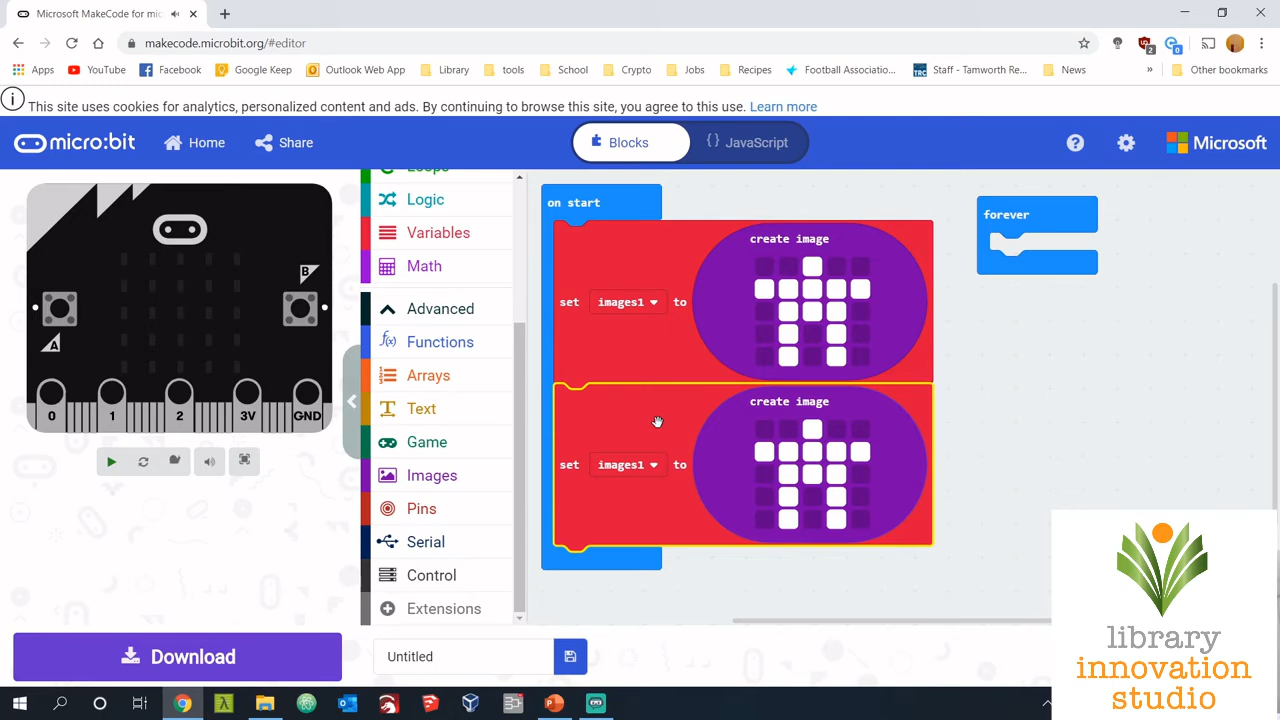 Microsoft MakeCode for mic
makecode.microbit.org/#editor
2
0
Apps
YouTube
Facebook
Google Keep
Outlook Web App
Library
tools
School
Crypto
Jobs
Recipes
Football Associatio...
TRC
Staff - Tamworth Re...
News
»
Other bookmarks
This site uses cookies for analytics, personalized content and ads. By continuing to browse this site, you agree to this use. Learn more
micro:bit
Home
Share
Blocks
{} JavaScript
?
Microsoft
B
A
0
1
2
3V
GND
Loops
Logic
Variables
Math
Advanced
f(x) Functions
Arrays
Text
Game
Images
Pins
Serial
Control
Extensions
on start
create image
set images1 to
create image
set images1 to
forever
Download
Untitled
library
innovation
studio